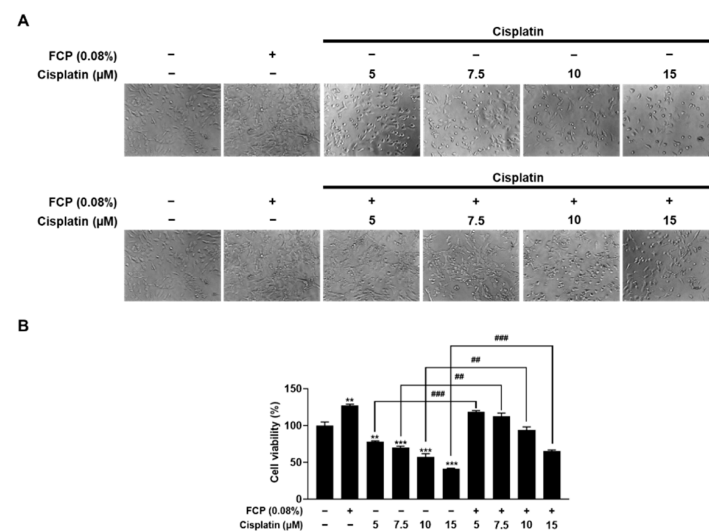 A
Cisplatin
FCP (0.08%) – + – – – –
Cisplatin (μM) – – 5 7.5 10 15
Cisplatin
FCP (0.08%) – + + + + +
Cisplatin (μM) – – 5 7.5 10 15
B
###
##
##
###
Cell viability (%)
150
100
50
0
** ** *** *** ***
FCP (0.08%) – + – – – – + + + +
Cisplatin (μM) – – 5 7.5 10 15 5 7.5 10 15